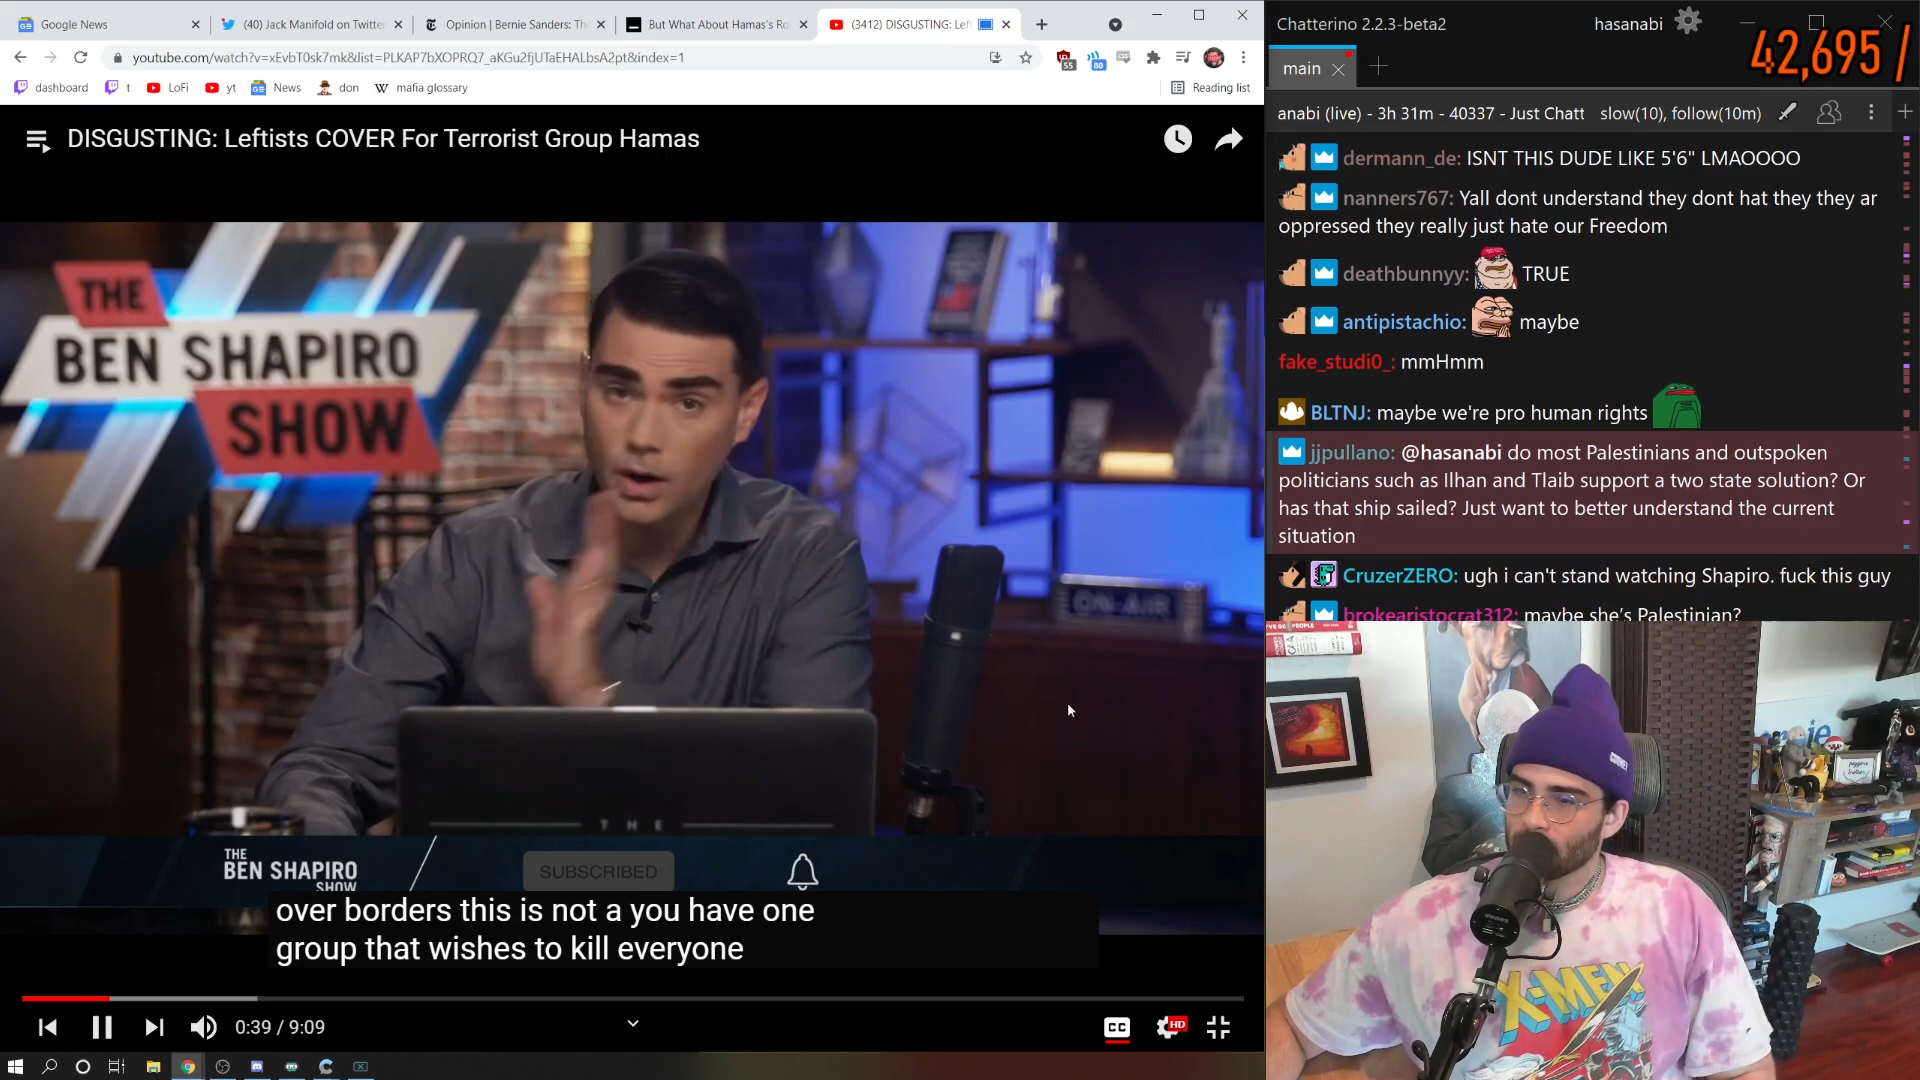 Google News
(40) Jack Manifold on Twitter
Opinion | Bernie Sanders: Th
But What About Hamas's Ro
(3412) DISGUSTING: Left
youtube.com/watch?v=xEvbT0sk7mk&list=PLKAP7bXOPRQ7_aKGu2fjUTaEHALbsA2pt&index=1
55
80
dashboard
t
LoFi
yt
News
don
W mafia glossary
Reading list
DISGUSTING: Leftists COVER For Terrorist Group Hamas
THE
BEN SHAPIRO
SHOW
ON-AIR
THE
THE
BEN SHAPIRO
SHOW
SUBSCRIBED
over borders this is not a you have one
group that wishes to kill everyone
0:39 / 9:09
CC
HD
Chatterino 2.2.3-beta2
hasanabi
42,695 /
main
anabi (live) - 3h 31m - 40337 - Just Chatt
slow(10), follow(10m)
dermann_de: ISNT THIS DUDE LIKE 5'6" LMAOOOO
nanners767: Yall dont understand they dont hat they they ar
oppressed they really just hate our Freedom
deathbunnyy: TRUE
antipistachio: maybe
fake_studi0_: mmHmm
BLTNJ: maybe we're pro human rights
jjpullano: @hasanabi do most Palestinians and outspoken
politicians such as Ilhan and Tlaib support a two state solution? Or
has that ship sailed? Just want to better understand the current
situation
CruzerZERO: ugh i can't stand watching Shapiro. fuck this guy
brokearistocrat312: maybe she's Palestinian?
X-MEN